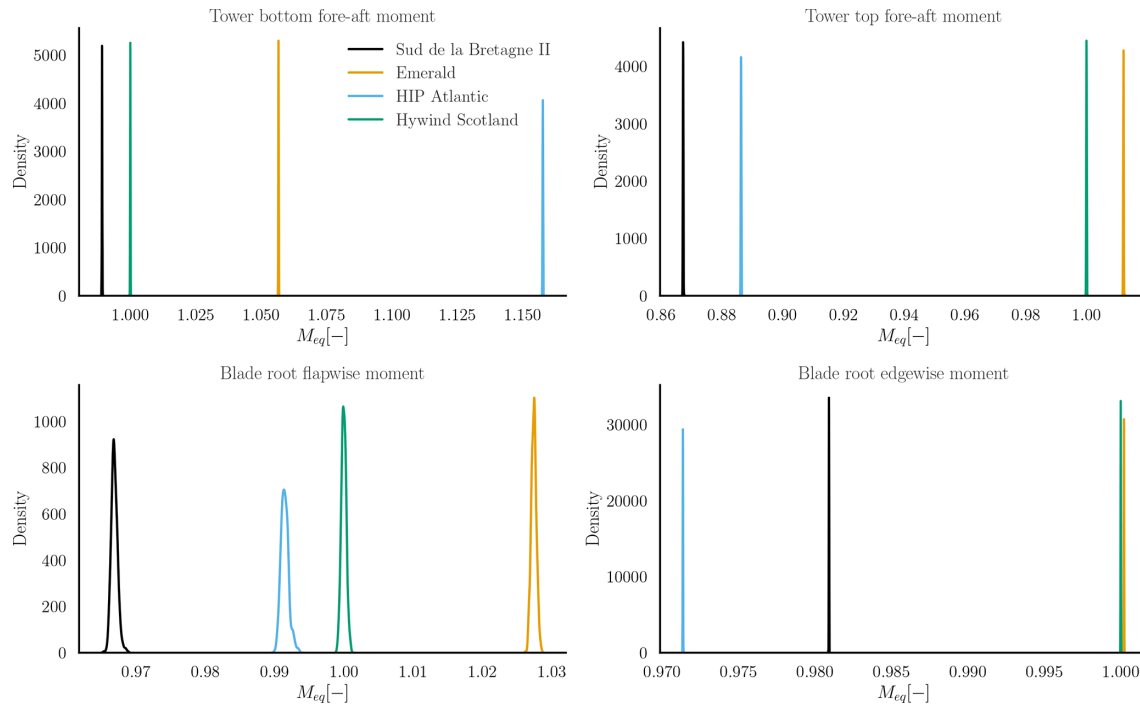 Tower bottom fore-aft moment
Density
5000
4000
3000
2000
1000
0
Sud de la Bretagne II
Emerald
HIP Atlantic
Hywind Scotland
1.000 1.025 1.050 1.075 1.100 1.125 1.150
M_eq[−]
Tower top fore-aft moment
Density
4000
3000
2000
1000
0
0.86 0.88 0.90 0.92 0.94 0.96 0.98 1.00
M_eq[−]
Blade root flapwise moment
Density
1000
800
600
400
200
0
0.97 0.98 0.99 1.00 1.01 1.02 1.03
M_eq[−]
Blade root edgewise moment
Density
30000
20000
10000
0
0.970 0.975 0.980 0.985 0.990 0.995 1.000
M_eq[−]